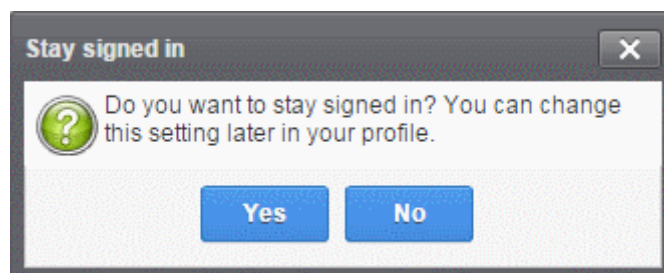 Stay signed in
Do you want to stay signed in? You can change
this setting later in your profile.
Yes No